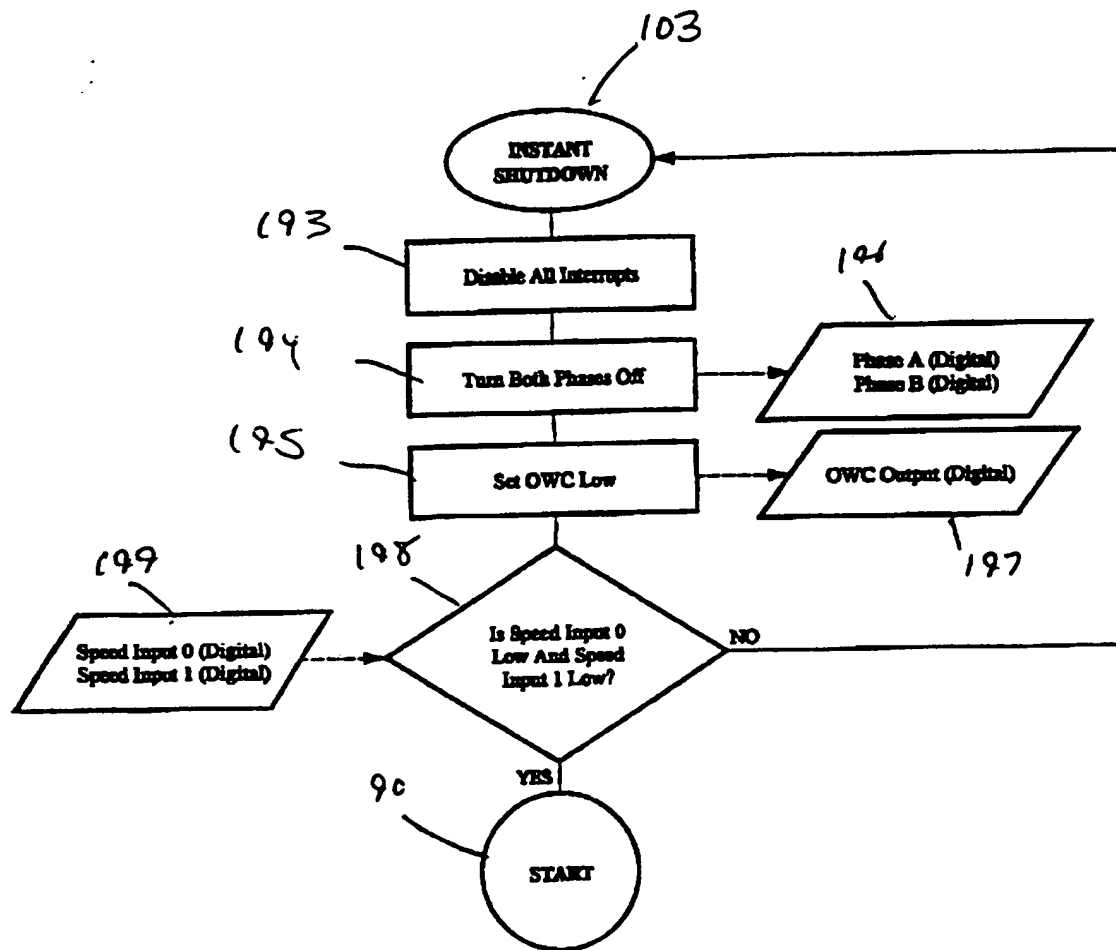 103
INSTANT
SHUTDOWN
193
Disable All Interrupts
194
Turn Both Phases Off
196
Phase A (Digital)
Phase B (Digital)
195
Set OWC Low
OWC Output (Digital)
197
198
199
Speed Input 0 (Digital)
Speed Input 1 (Digital)
Is Speed Input 0
Low And Speed
Input 1 Low?
NO
YES
90
START